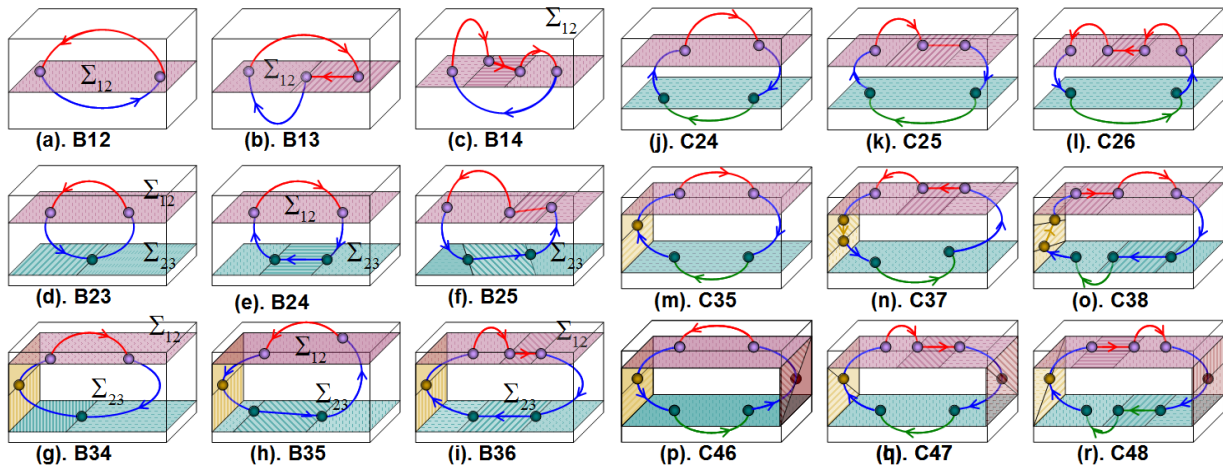 Σ₁₂
Σ₁₂
Σ₁₂
(a). B12
(b). B13
(c). B14
(j). C24
(k). C25
(l). C26
Σ₁₂
Σ₂₃
Σ₁₂
Σ₁₂
Σ₂₃
(d). B23
(e). B24
(f). B25
(m). C35
(n). C37
(o). C38
Σ₁₂
Σ₂₃
Σ₁₂
Σ₂₃
Σ₁₂
Σ₂₃
(g). B34
(h). B35
(i). B36
(p). C46
(q). C47
(r). C48